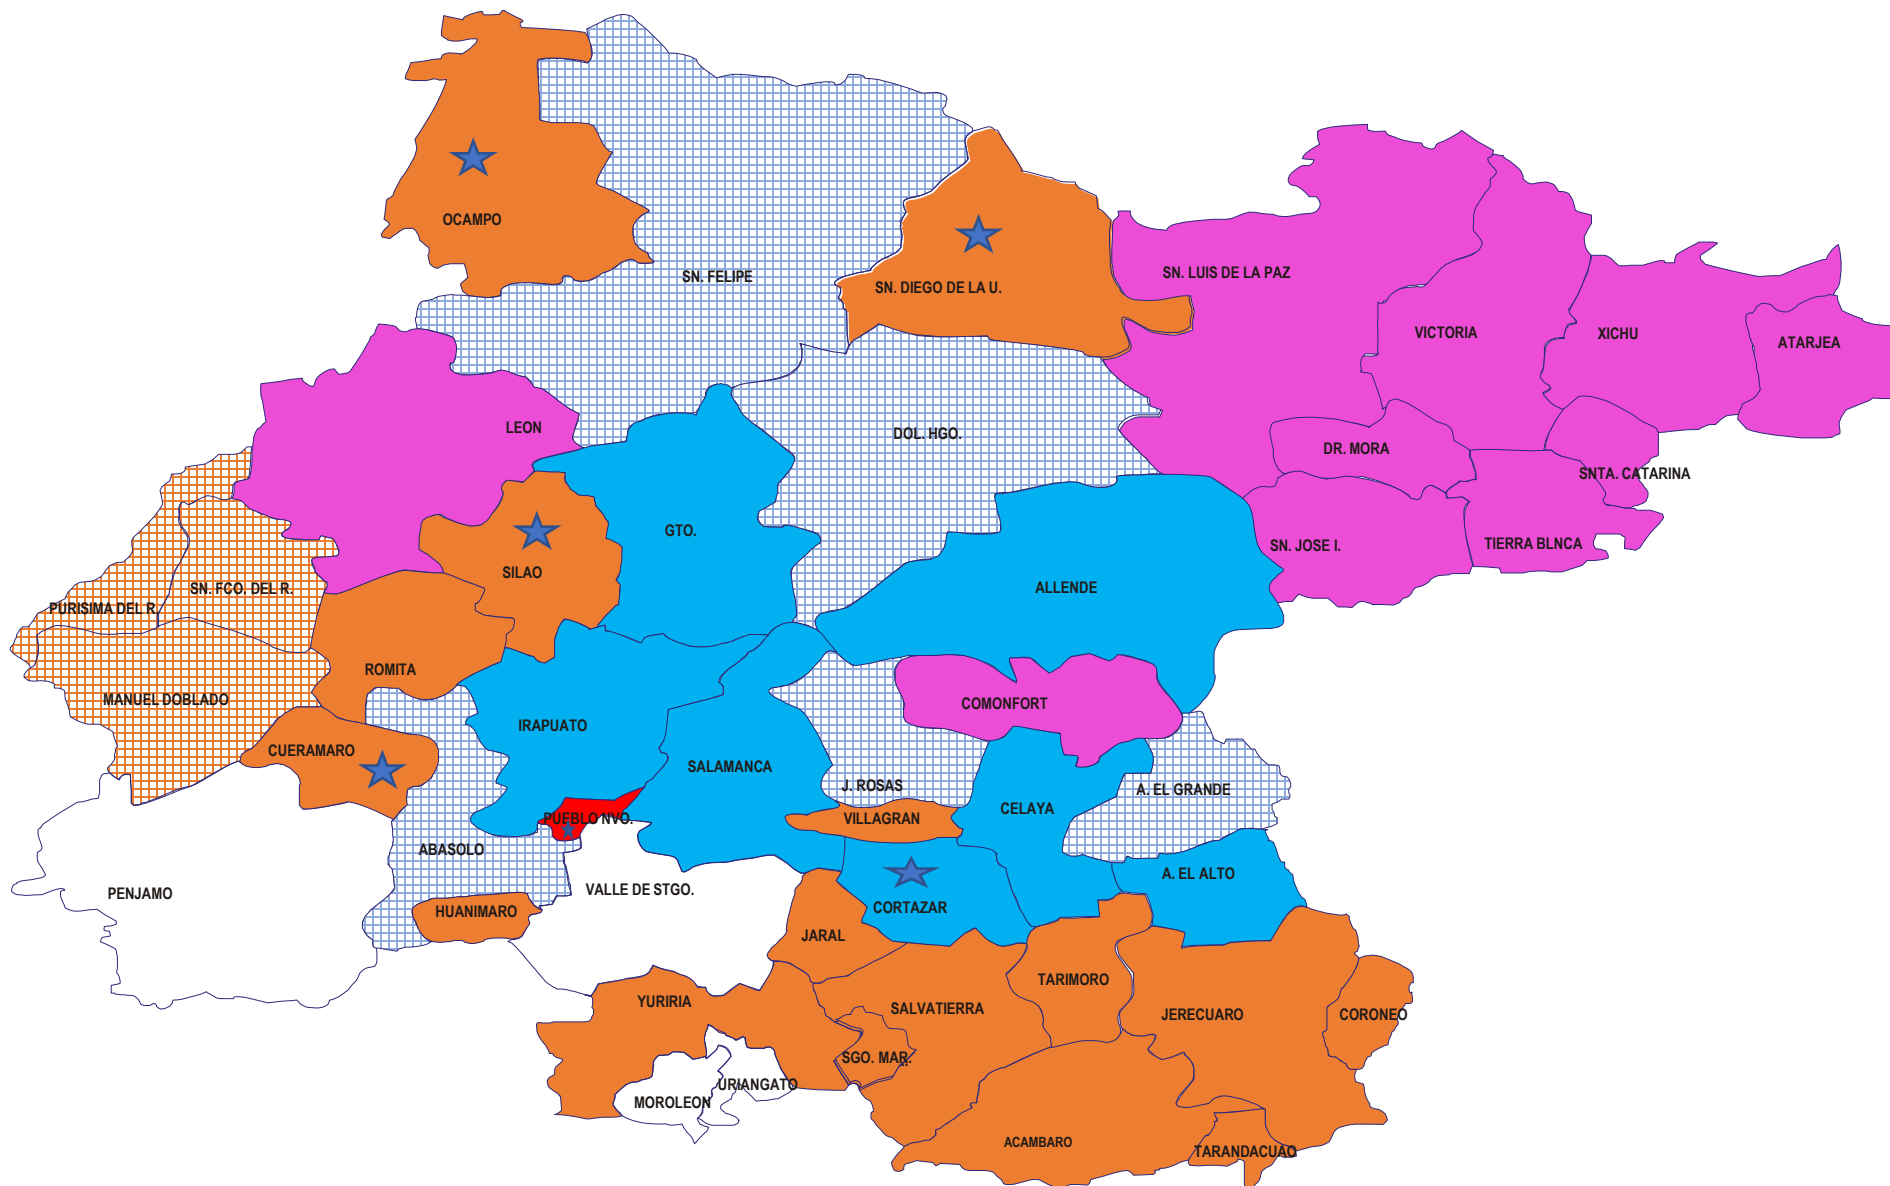 OCAMPO
SN. FELIPE
SN. DIEGO DE LA U.
SN. LUIS DE LA PAZ
VICTORIA
XICHU
ATARJEA
LEON
DOL. HGO.
DR. MORA
SNTA. CATARINA
GTO.
SN. JOSE I.
TIERRA BLNCA
SILAO
ALLENDE
SN. FCO. DEL R.
PURISIMA DEL R.
ROMITA
MANUEL DOBLADO
COMONFORT
IRAPUATO
CUERAMARO
SALAMANCA
J. ROSAS
A. EL GRANDE
CELAYA
VILLAGRAN
PUEBLO NVO.
ABASOLO
A. EL ALTO
PENJAMO
VALLE DE STGO.
CORTAZAR
HUANIMARO
JARAL
TARIMORO
YURIRIA
SALVATIERRA
JERECUARO
CORONEO
SGO. MAR.
URIANGATO
MOROLEON
ACAMBARO
TARANDACUAO